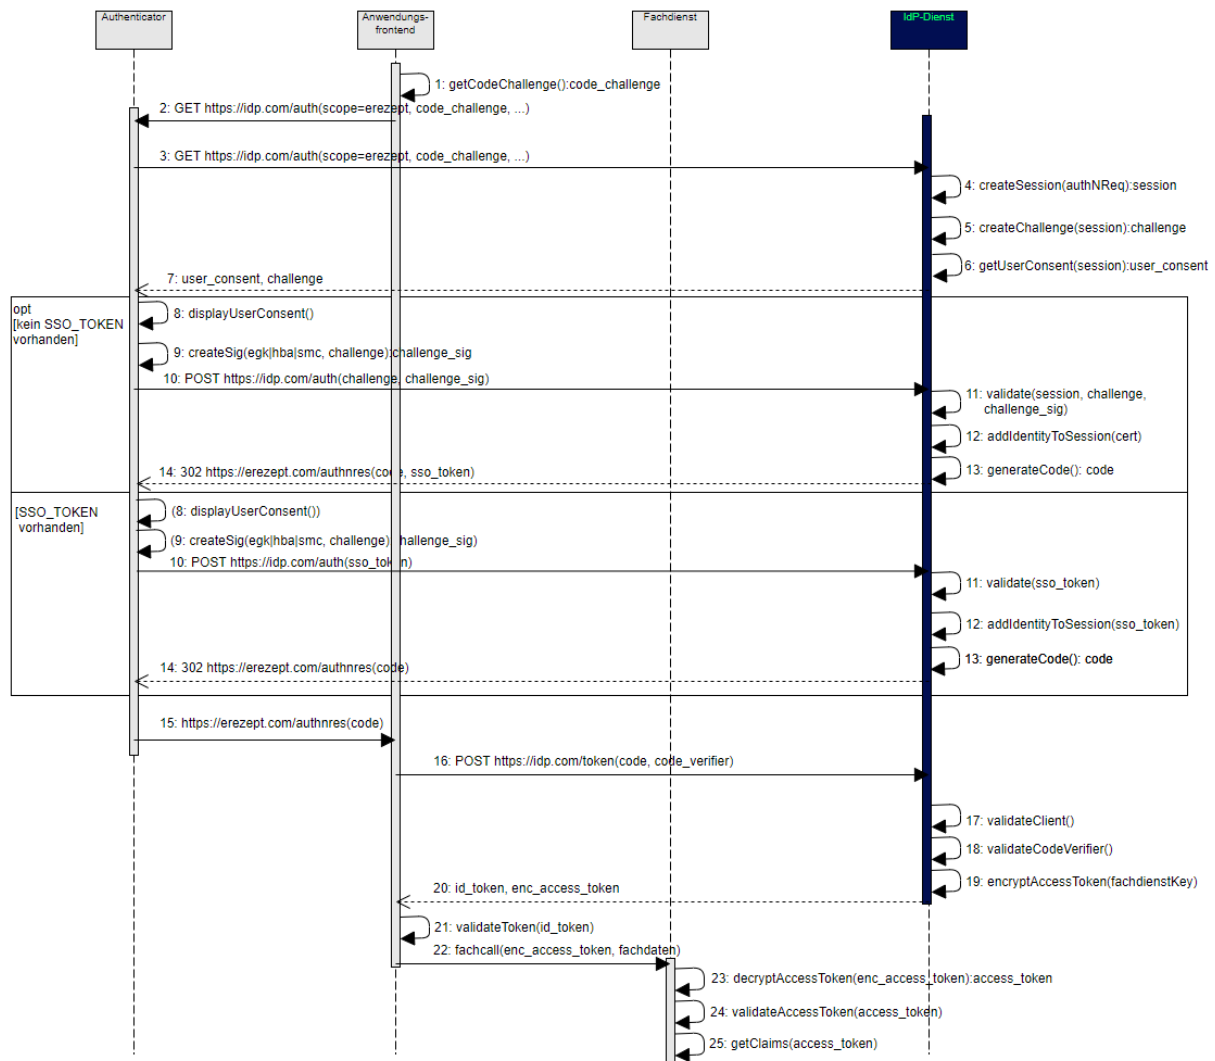 Authenticator
Anwendungs-
frontend
Fachdienst
IdP-Dienst
1: getCodeChallenge():code_challenge
2: GET https://idp.com/auth(scope=erezept, code_challenge, ...)
3: GET https://idp.com/auth(scope=erezept, code_challenge, ...)
4: createSession(authNReq):session
5: createChallenge(session):challenge
6: getUserConsent(session):user_consent
7: user_consent, challenge
opt
[kein SSO_TOKEN
vorhanden]
8: displayUserConsent()
9: createSig(egk|hba|smc, challenge):challenge_sig
10: POST https://idp.com/auth(challenge, challenge_sig)
11: validate(session, challenge,
challenge_sig)
12: addIdentityToSession(cert)
13: generateCode(): code
14: 302 https://erezept.com/authnres(code, sso_token)
[SSO_TOKEN
vorhanden]
(8: displayUserConsent())
(9: createSig(egk|hba|smc, challenge):challenge_sig)
10: POST https://idp.com/auth(sso_token)
11: validate(sso_token)
12: addIdentityToSession(sso_token)
13: generateCode(): code
14: 302 https://erezept.com/authnres(code)
15: https://erezept.com/authnres(code)
16: POST https://idp.com/token(code, code_verifier)
17: validateClient()
18: validateCodeVerifier()
19: encryptAccessToken(fachdienstKey)
20: id_token, enc_access_token
21: validateToken(id_token)
22: fachcall(enc_access_token, fachdaten)
23: decryptAccessToken(enc_access_token):access_token
24: validateAccessToken(access_token)
25: getClaims(access_token)